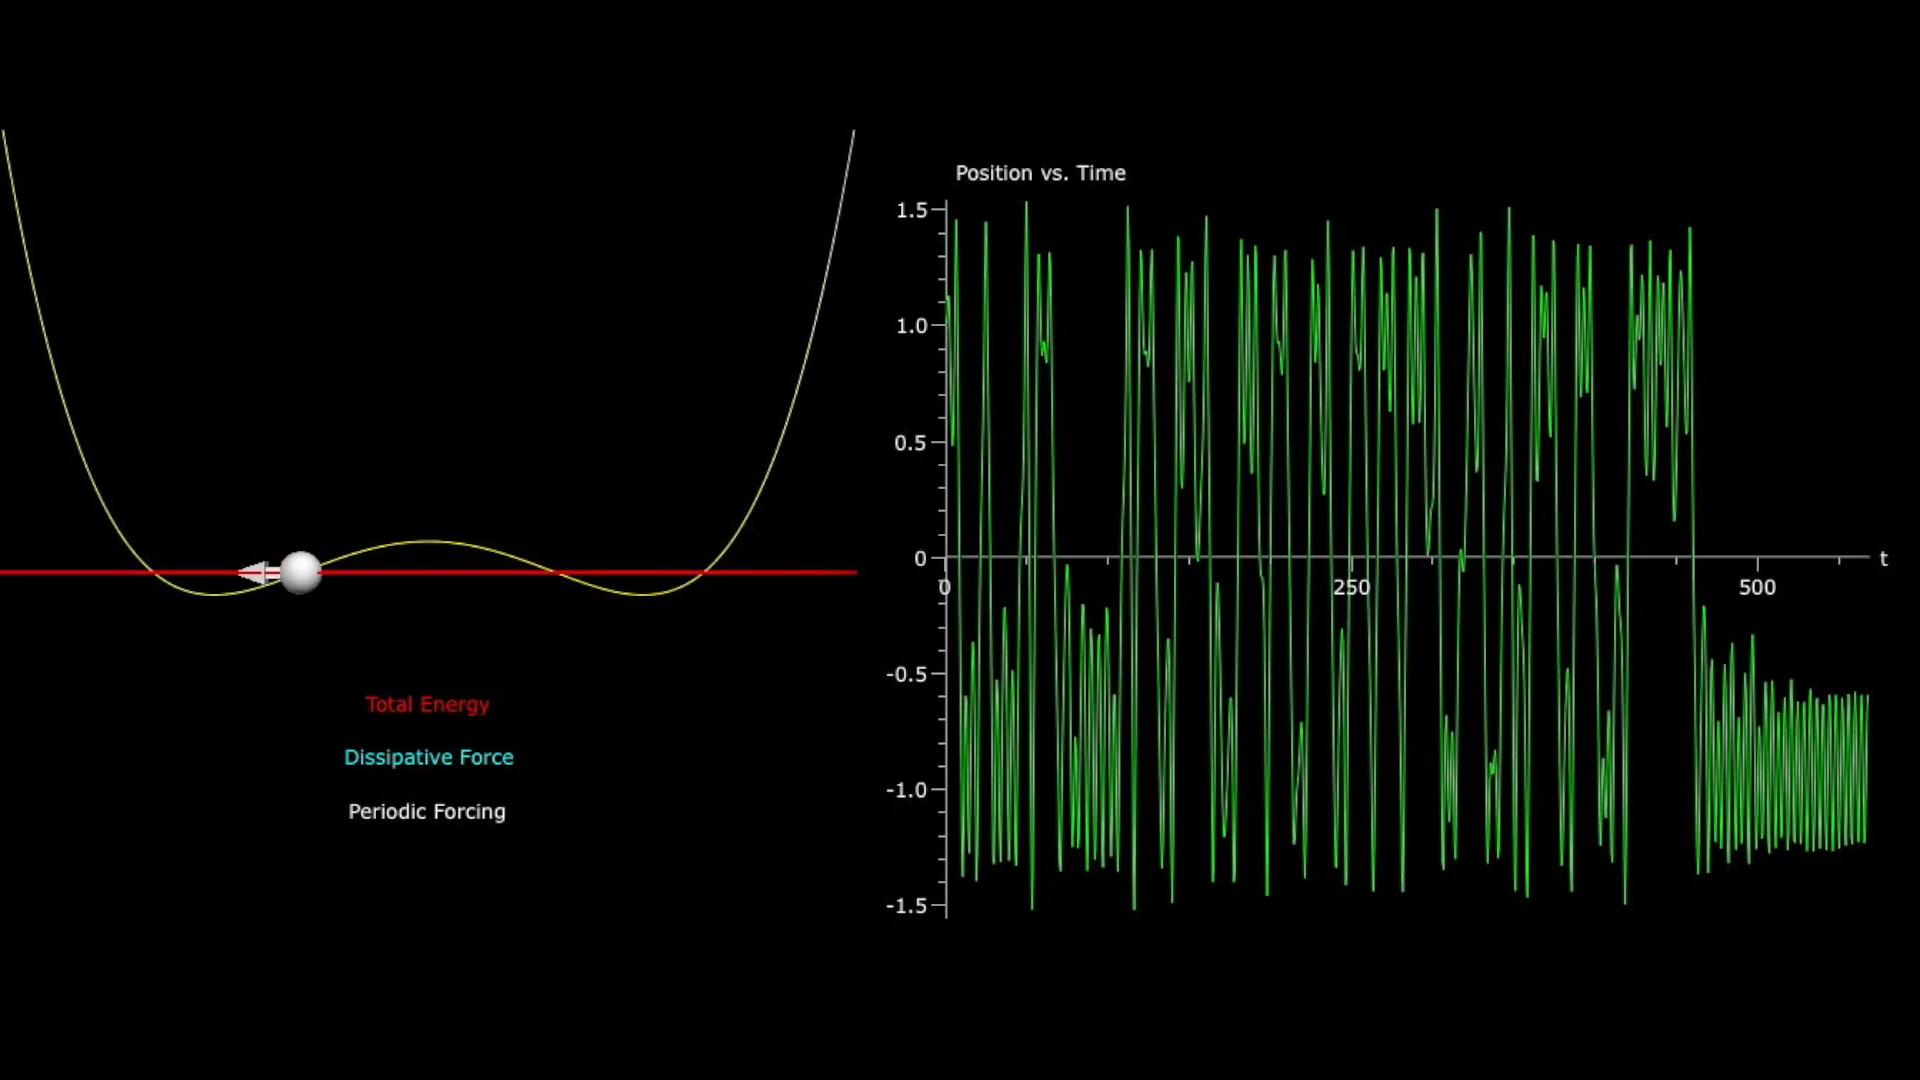 Total Energy
Dissipative Force
Periodic Forcing
Position vs. Time
1.5
1.0
0.5
0
-0.5
-1.0
-1.5
0
250
500
t